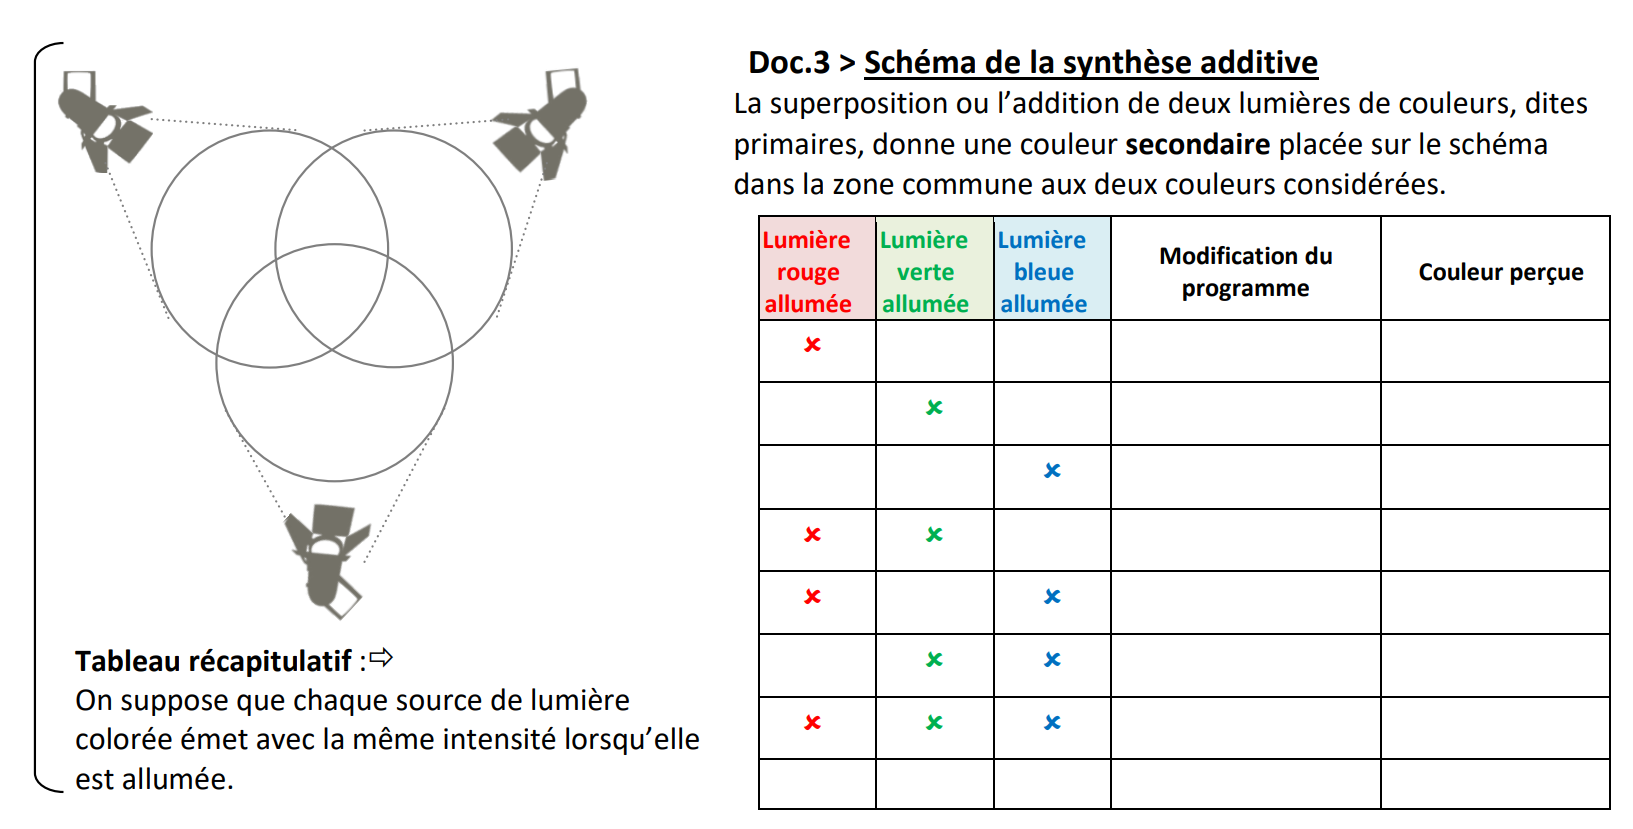 Doc.3 > Schéma de la synthèse additive
La superposition ou l’addition de deux lumières de couleurs, dites
primaires, donne une couleur secondaire placée sur le schéma
dans la zone commune aux deux couleurs considérées.
Lumière rouge allumée
Lumière verte allumée
Lumière bleue allumée
Modification du programme
Couleur perçue
Tableau récapitulatif :⇨
On suppose que chaque source de lumière
colorée émet avec la même intensité lorsqu’elle
est allumée.